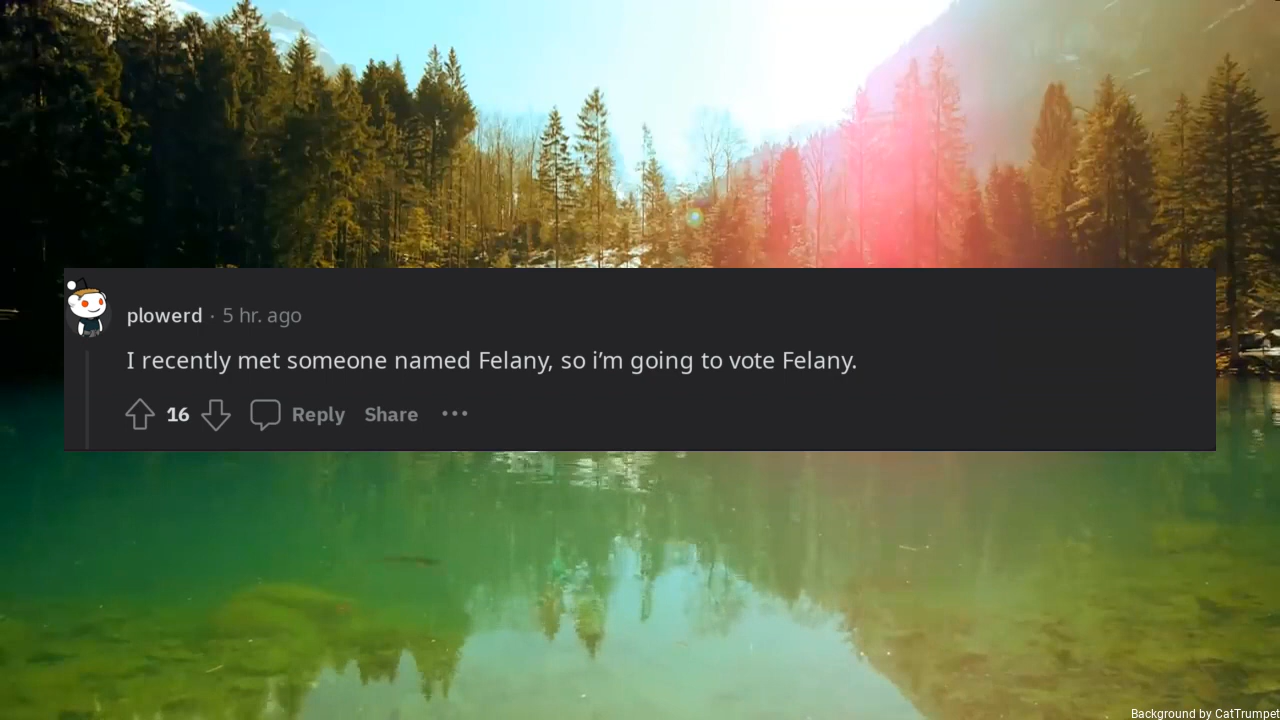 plowerd · 5 hr. ago
I recently met someone named Felany, so i’m going to vote Felany.
16 Reply Share ···
Background by CatTrumpet